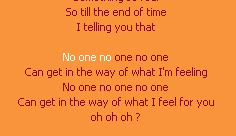 So till the end of time
I telling you that
No one no one no one
Can get in the way of what I'm feeling
No one no one no one
Can get in the way of what I feel for you
oh oh oh ?